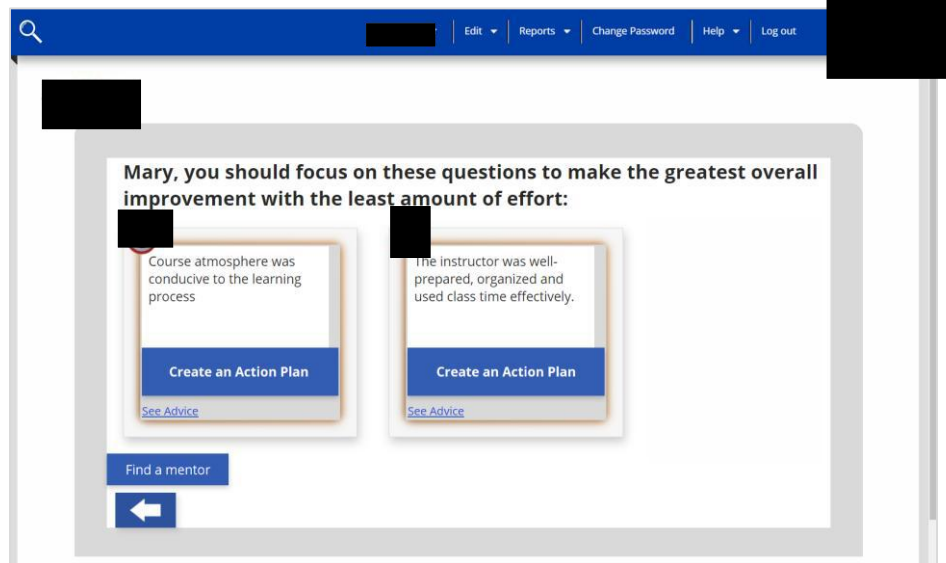 Edit
Reports
Change Password
Help
Log out
Mary, you should focus on these questions to make the greatest overall
improvement with the least amount of effort:
Course atmosphere was
conducive to the learning
process
Create an Action Plan
See Advice
The instructor was well-
prepared, organized and
used class time effectively.
Create an Action Plan
See Advice
Find a mentor